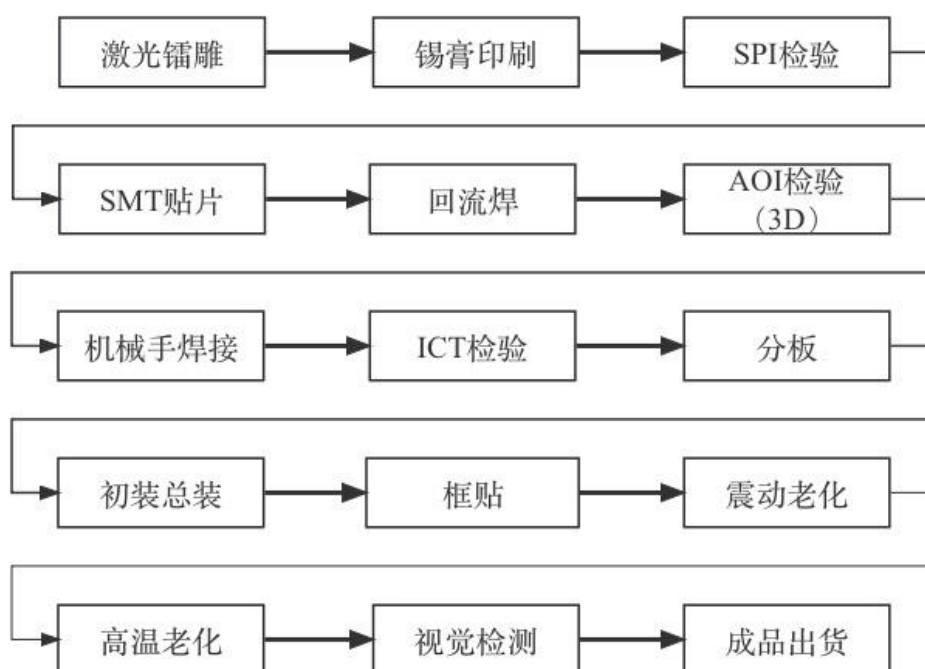 激光镭雕
锡膏印刷
SPI检验
SMT贴片
回流焊
AOI检验
（3D）
机械手焊接
ICT检验
分板
初装总装
框贴
震动老化
高温老化
视觉检测
成品出货